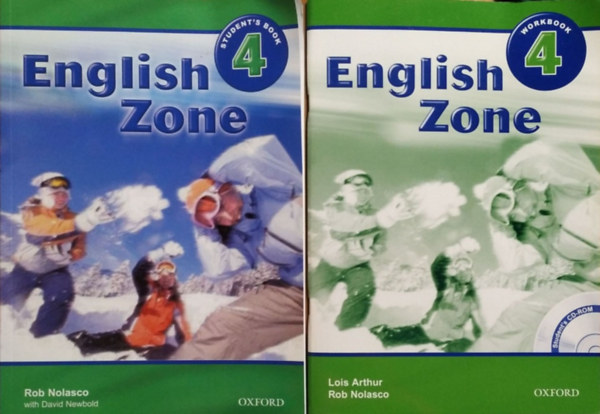 STUDENT'S BOOK
4
English
Zone
Rob Nolasco
with David Newbold
OXFORD
WORKBOOK
4
English
Zone
Student's CD-ROM
Lois Arthur
Rob Nolasco
OXFORD